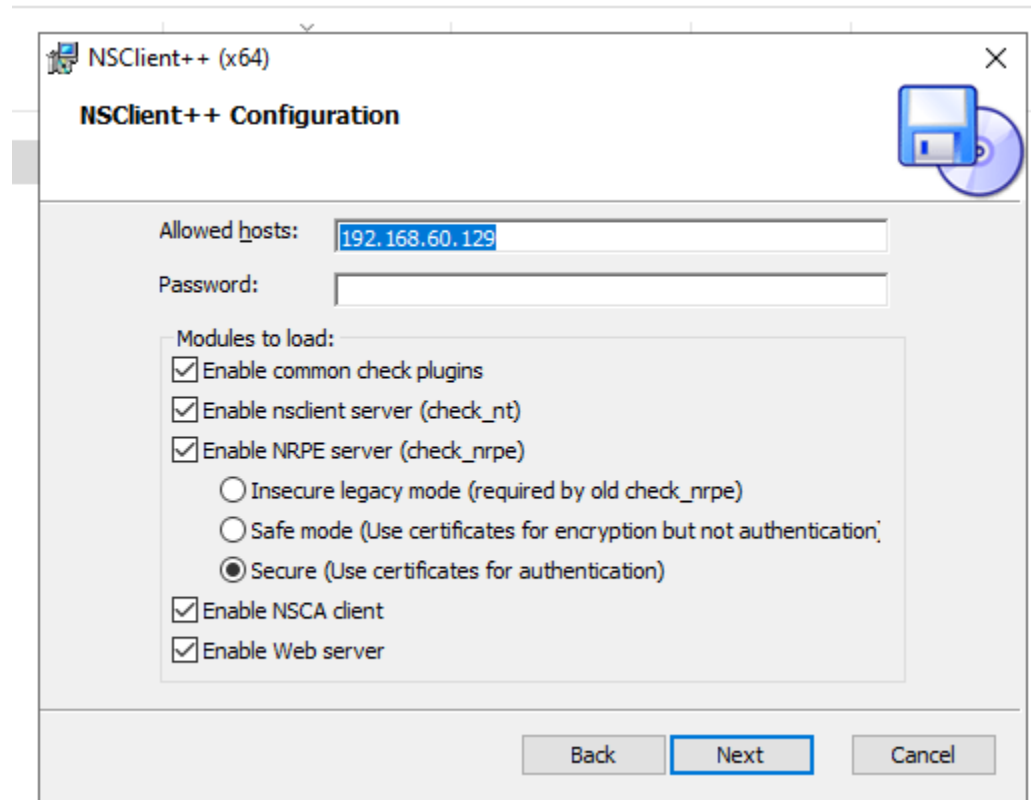 NSClient++ (x64)
NSClient++ Configuration
Allowed hosts: 192.168.60.129
Password:
Modules to load:
Enable common check plugins
Enable nsclient server (check_nt)
Enable NRPE server (check_nrpe)
Insecure legacy mode (required by old check_nrpe)
Safe mode (Use certificates for encryption but not authentication)
Secure (Use certificates for authentication)
Enable NSCA client
Enable Web server
Back Next Cancel